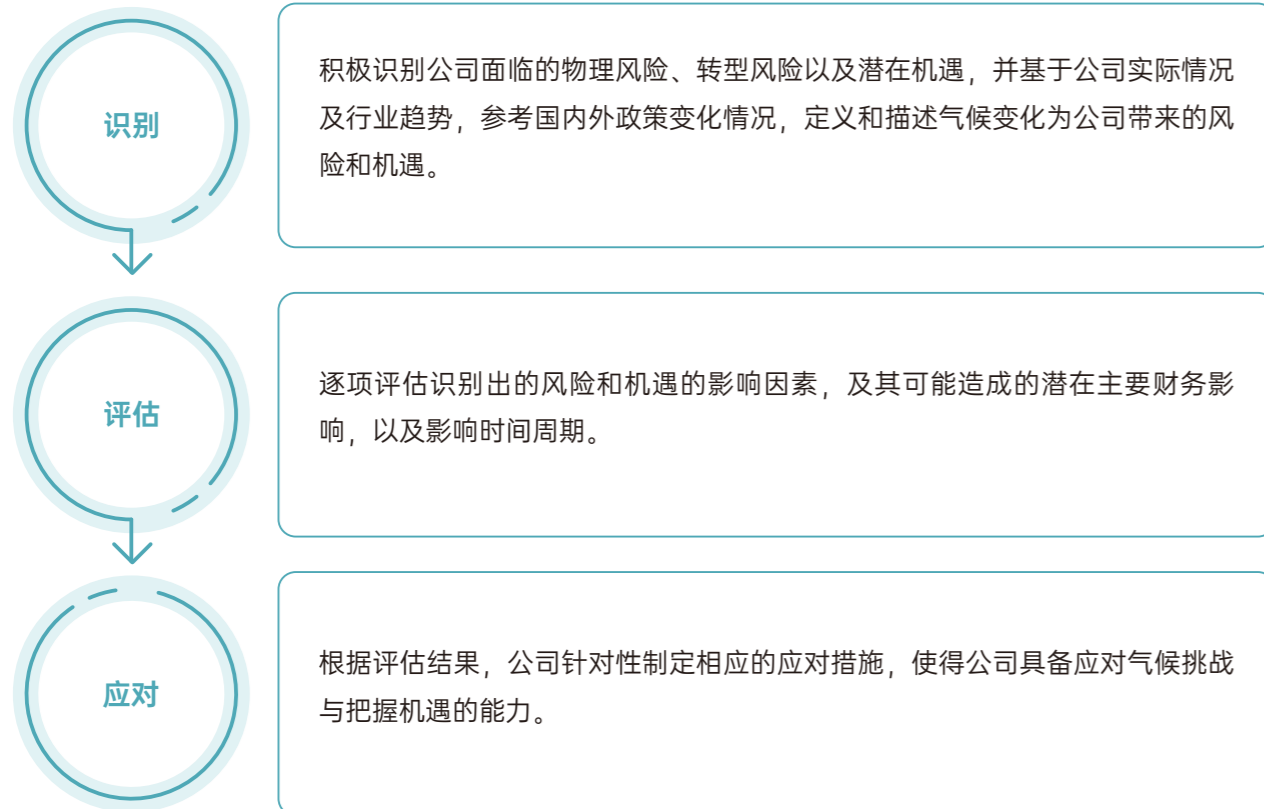 识别
积极识别公司面临的物理风险、转型风险以及潜在机遇，并基于公司实际情况
及行业趋势，参考国内外政策变化情况，定义和描述气候变化为公司带来的风
险和机遇。
评估
逐项评估识别出的风险和机遇的影响因素，及其可能造成的潜在主要财务影
响，以及影响时间周期。
应对
根据评估结果，公司针对性制定相应的应对措施，使得公司具备应对气候挑战
与把握机遇的能力。